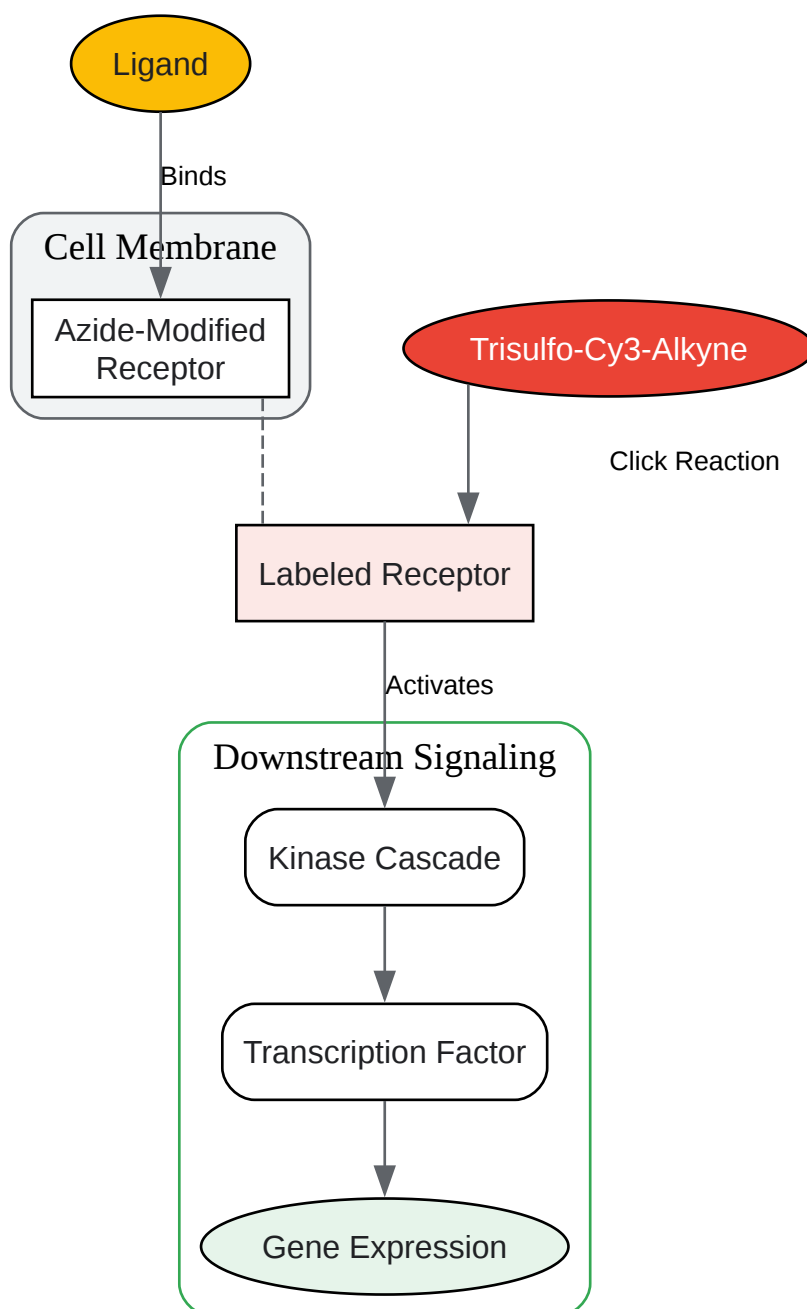 Ligand
Binds
Cell Membrane
Azide-Modified
Receptor
Trisulfo-Cy3-Alkyne
Click Reaction
Labeled Receptor
Activates
Downstream Signaling
Kinase Cascade
Transcription Factor
Gene Expression